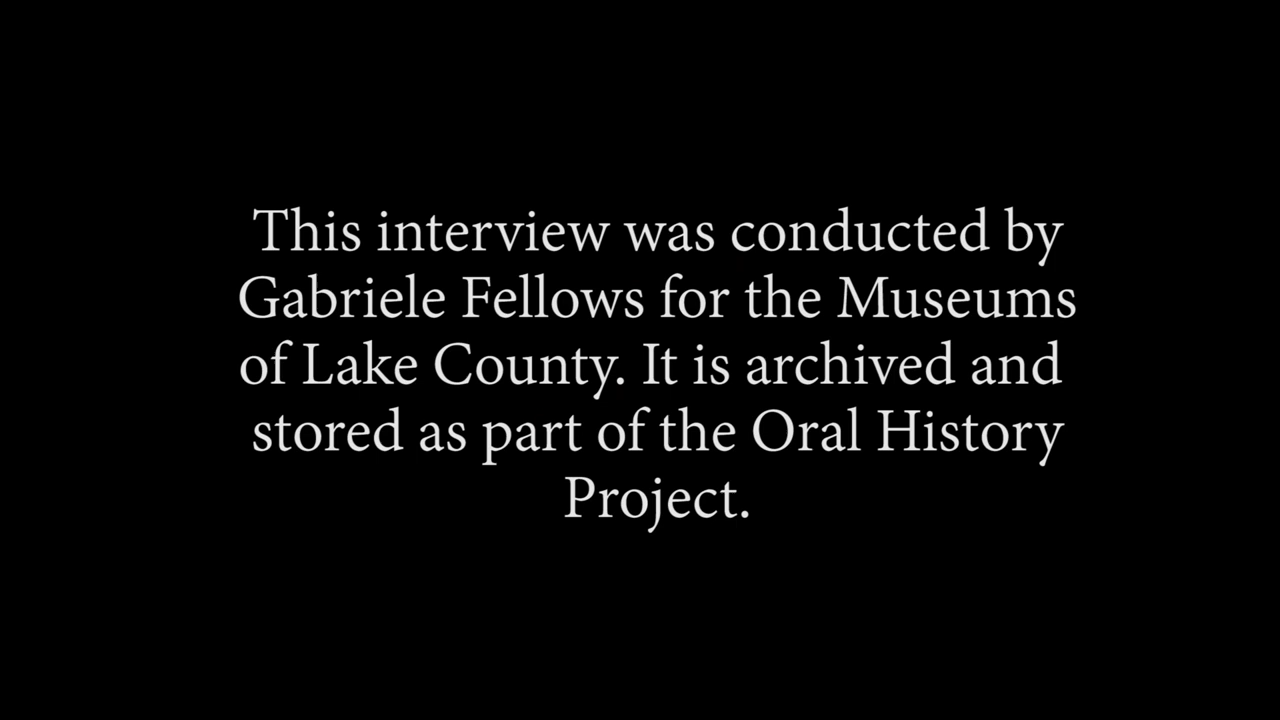 This interview was conducted by
Gabriele Fellows for the Museums
of Lake County. It is archived and
stored as part of the Oral History
Project.